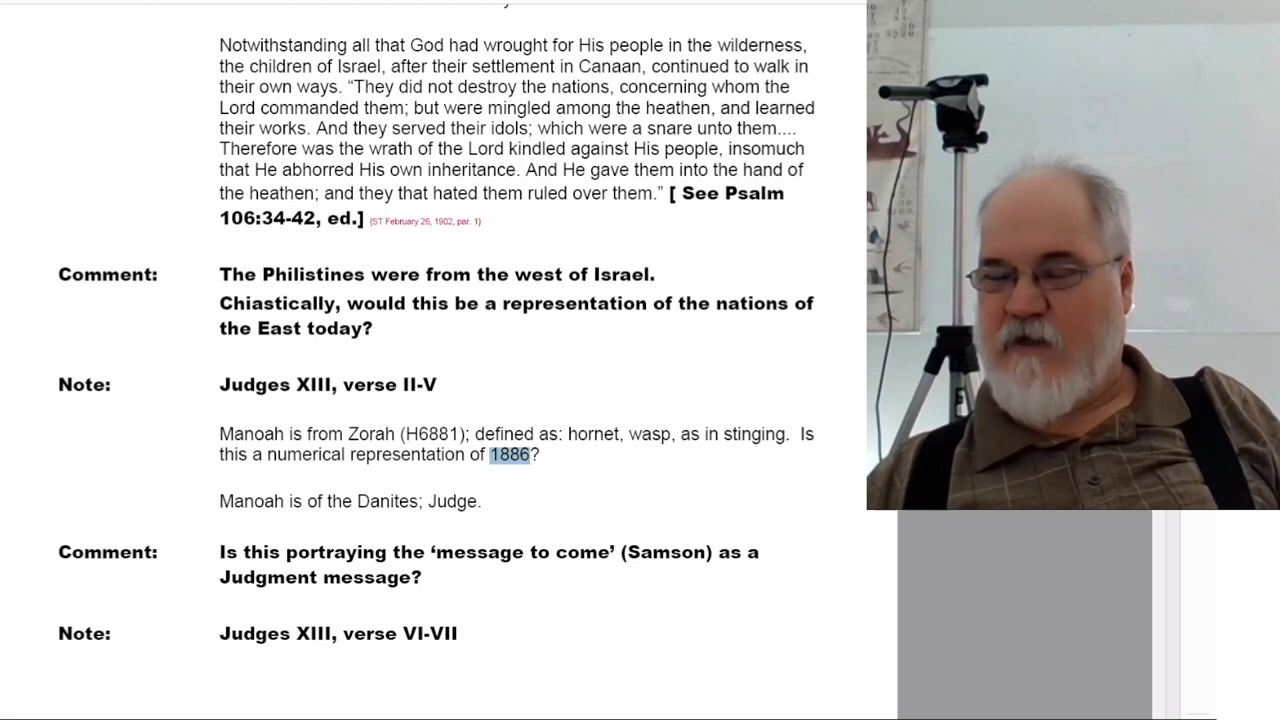 Notwithstanding all that God had wrought for His people in the wilderness,
the children of Israel, after their settlement in Canaan, continued to walk in
their own ways. “They did not destroy the nations, concerning whom the
Lord commanded them; but were mingled among the heathen, and learned
their works. And they served their idols; which were a snare unto them....
Therefore was the wrath of the Lord kindled against His people, insomuch
that He abhorred His own inheritance. And He gave them into the hand of
the heathen; and they that hated them ruled over them.” [ See Psalm
106:34-42, ed.] {ST February 26, 1902, par. 1}
Comment: The Philistines were from the west of Israel.
Chiastically, would this be a representation of the nations of
the East today?
Note: Judges XIII, verse II-V
Manoah is from Zorah (H6881); defined as: hornet, wasp, as in stinging. Is
this a numerical representation of 1886?
Manoah is of the Danites; Judge.
Comment: Is this portraying the ‘message to come’ (Samson) as a
Judgment message?
Note: Judges XIII, verse VI-VII